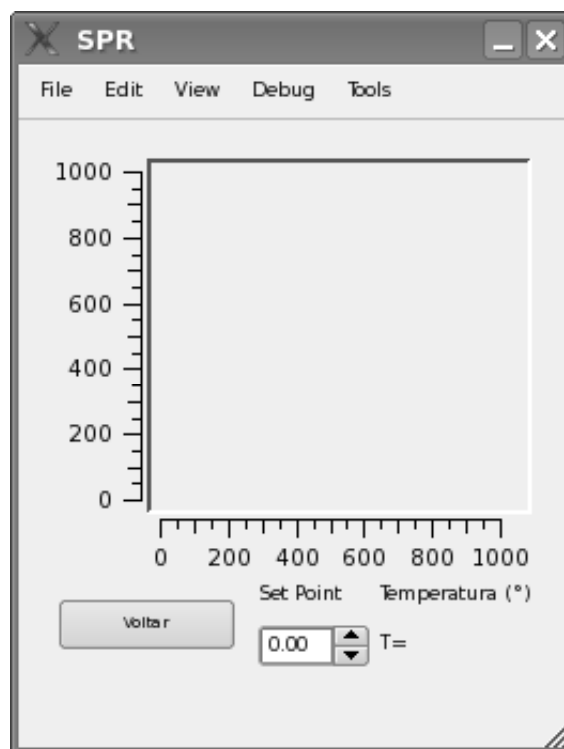 SPR
File Edit View Debug Tools
1000
800
600
400
200
0
0 200 400 600 800 1000
Set Point Temperatura (°)
Voltar
0.00 T=